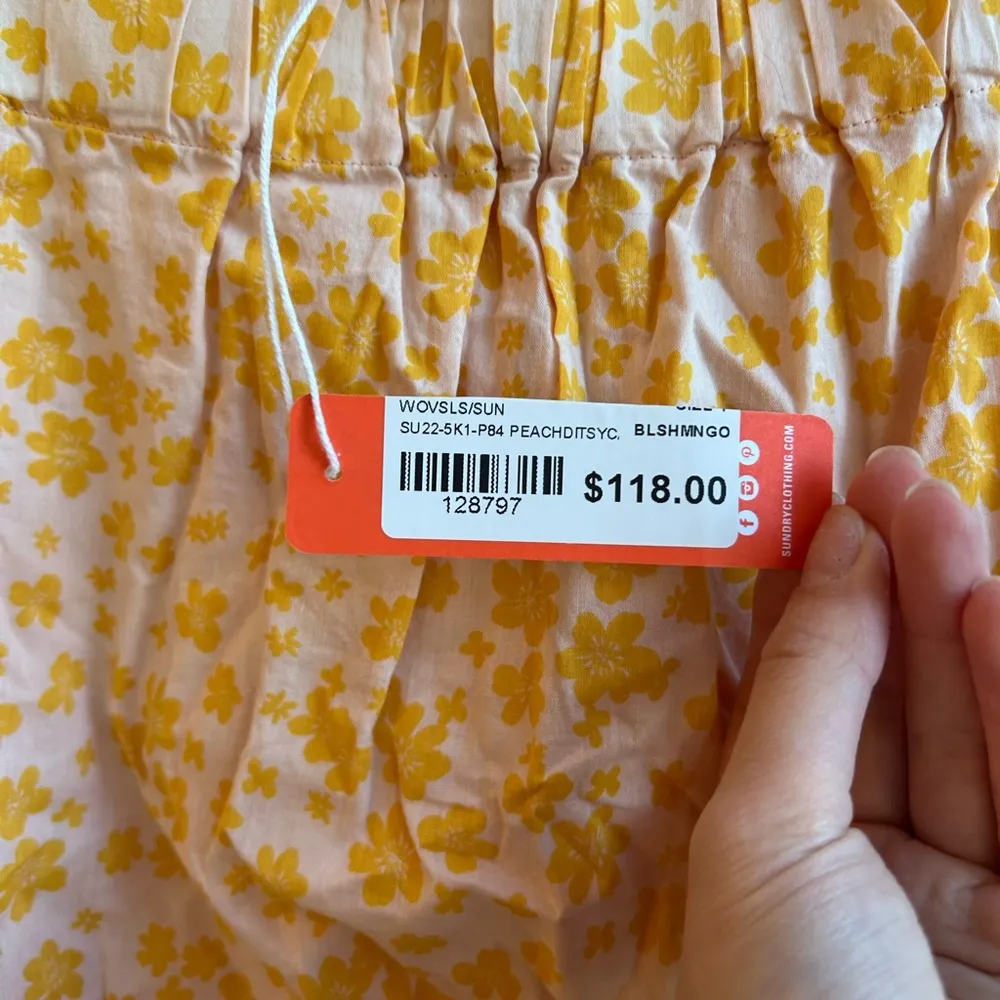 WOVSLS/SUN
SU22-5K1-P84 PEACHDITSYC, BLSHMNGO
$118.00
128797
SUNDRYCLOTHING.COM